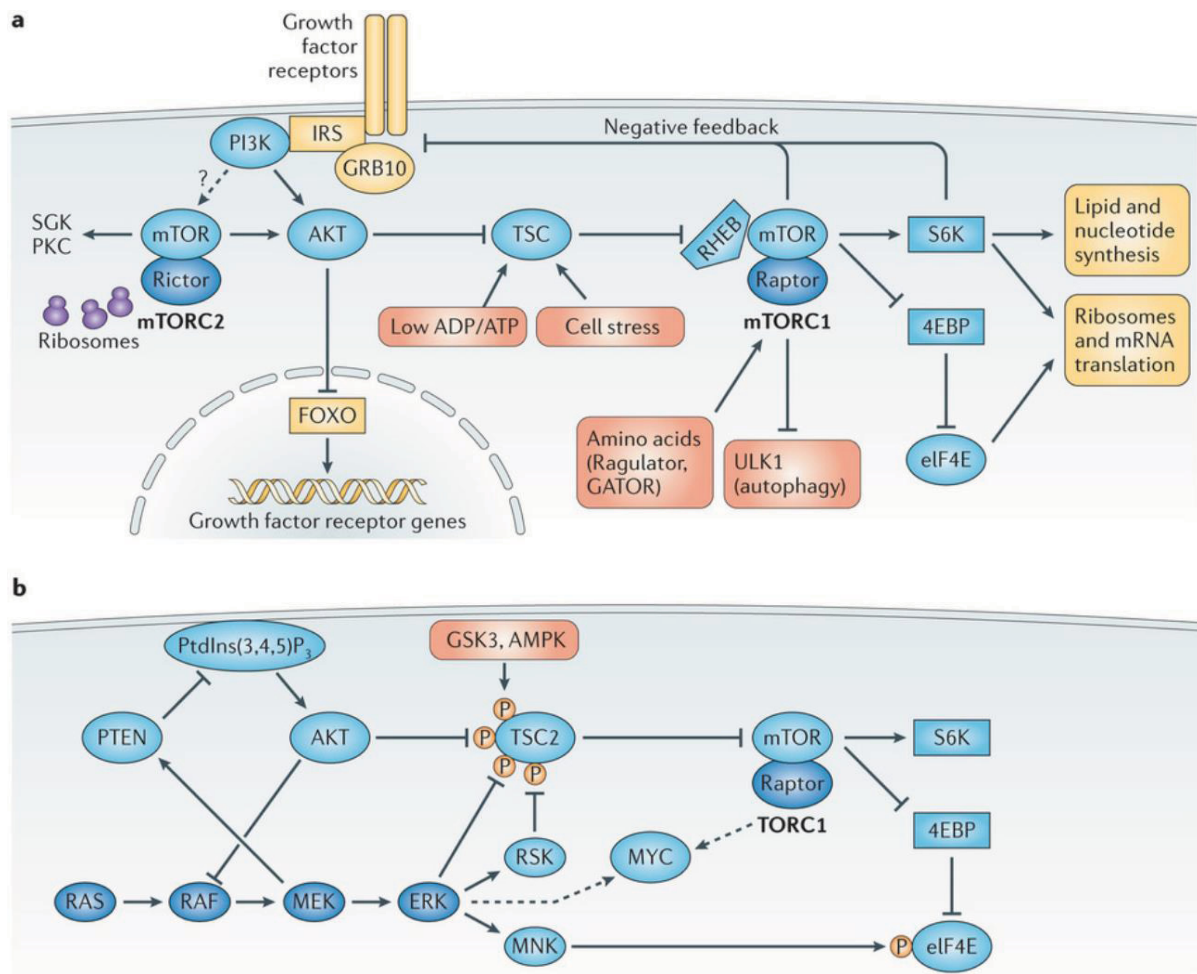 a
Growth
factor
receptors
PI3K
IRS
GRB10
Negative feedback
?
SGK
PKC
mTOR
Rictor
mTORC2
AKT
TSC
RHEB
mTOR
Raptor
mTORC1
S6K
Lipid and
nucleotide
synthesis
Ribosomes
Low ADP/ATP
Cell stress
4EBP
Ribosomes
and mRNA
translation
FOXO
Growth factor receptor genes
Amino acids
(Ragulator,
GATOR)
ULK1
(autophagy)
elF4E
b
PtdIns(3,4,5)P3
GSK3, AMPK
PTEN
AKT
P
P
P
P
TSC2
mTOR
Raptor
TORC1
S6K
4EBP
RSK
MYC
RAS
RAF
MEK
ERK
MNK
P
elF4E